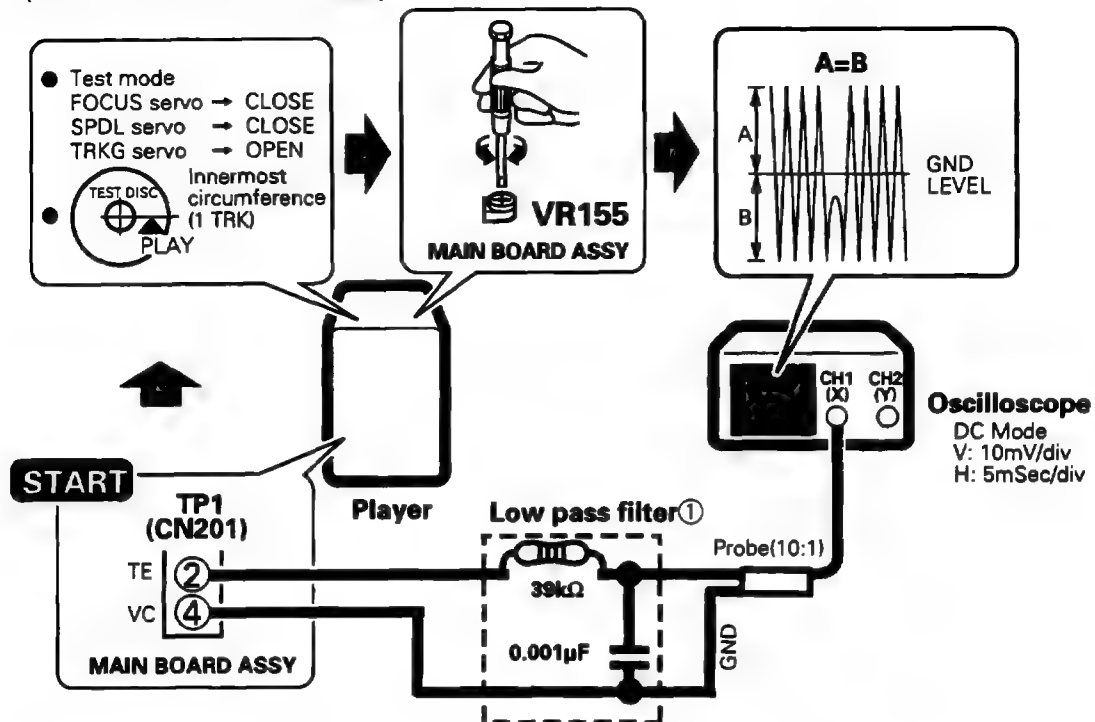 ● Test mode
FOCUS servo → CLOSE
SPDL servo → CLOSE
TRKG servo → OPEN
● TEST DISC
Innermost
circumference
(1 TRK)
PLAY
VR155
MAIN BOARD ASSY
A=B
A
B
GND
LEVEL
START
TP1
(CN201)
TE ②
VC ④
MAIN BOARD ASSY
Player
Low pass filter①
39kΩ
0.001µF
Probe(10:1)
GND
CH1
(X)
CH2
(Y)
Oscilloscope
DC Mode
V: 10mV/div
H: 5mSec/div